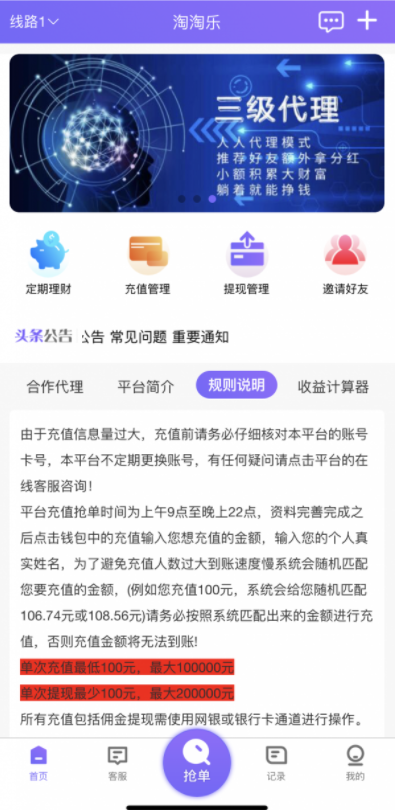 线路1
淘淘乐
三级代理
人人代理模式
推荐好友额外拿分红
小额积累大财富
躺着就能挣钱
定期理财
充值管理
提现管理
邀请好友
头条公告
公告 常见问题 重要通知
合作代理
平台简介
规则说明
收益计算器
由于充值信息量过大，充值前请务必仔细核对本平台的账号
卡号，本平台不定期更换账号，有任何疑问请点击平台的在
线客服咨询！
平台充值抢单时间为上午9点至晚上22点，资料完善完成之
后点击钱包中的充值输入您想充值的金额，输入您的个人真
实姓名，为了避免充值人数过大到账速度慢系统会随机匹配
您要充值的金额，(例如您充值100元，系统会给您随机匹配
106.74元或108.56元)请务必按照系统匹配出来的金额进行充
值，否则充值金额将无法到账!
单次充值最低100元，最大100000元
单次提现最少100元，最大200000元
所有充值包括佣金提现需使用网银或银行卡通道进行操作。
首页
客服
抢单
记录
我的